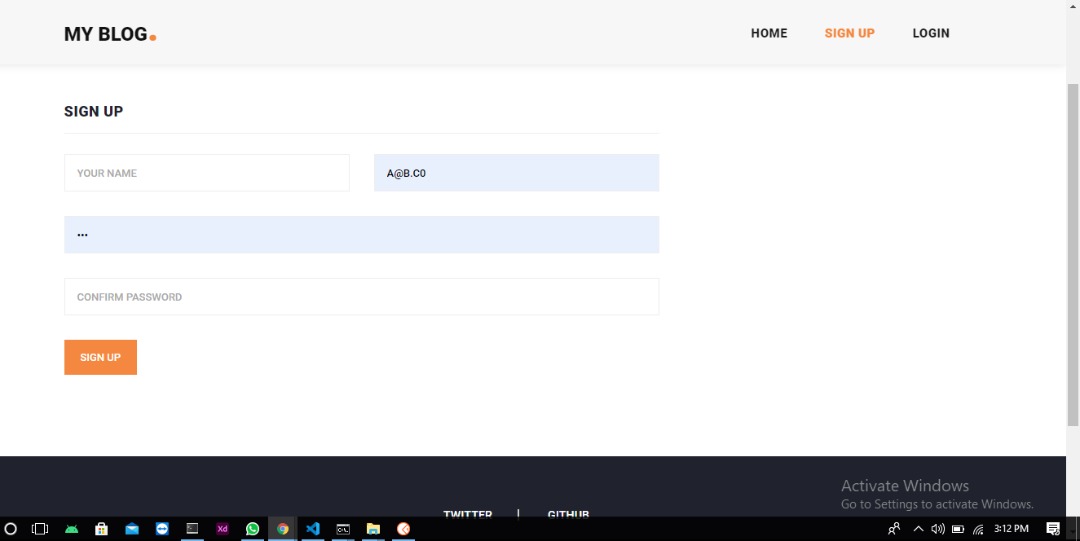 MY BLOG.
HOME
SIGN UP
LOGIN
SIGN UP
YOUR NAME
A@B.C0
•••
CONFIRM PASSWORD
SIGN UP
Activate Windows
Go to Settings to activate Windows.
TWITTER | GITHUB
Xd
3:12 PM